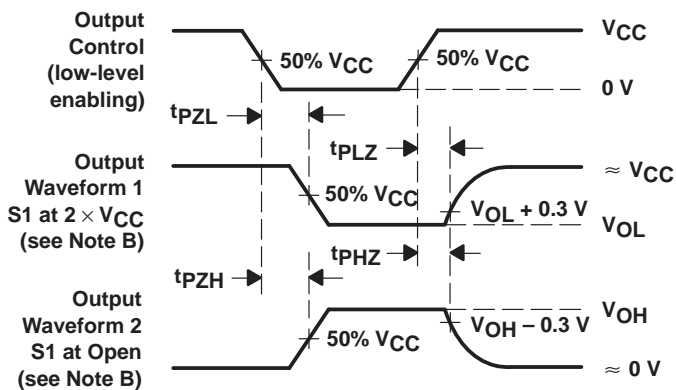 Output
Control
(low-level
enabling)
50% VCC
50% VCC
VCC
0 V
tPZL
tPLZ
Output
Waveform 1
S1 at 2 × VCC
(see Note B)
50% VCC
VOL + 0.3 V
≈ VCC
VOL
tPHZ
tPZH
Output
Waveform 2
S1 at Open
(see Note B)
50% VCC
VOH − 0.3 V
VOH
≈ 0 V